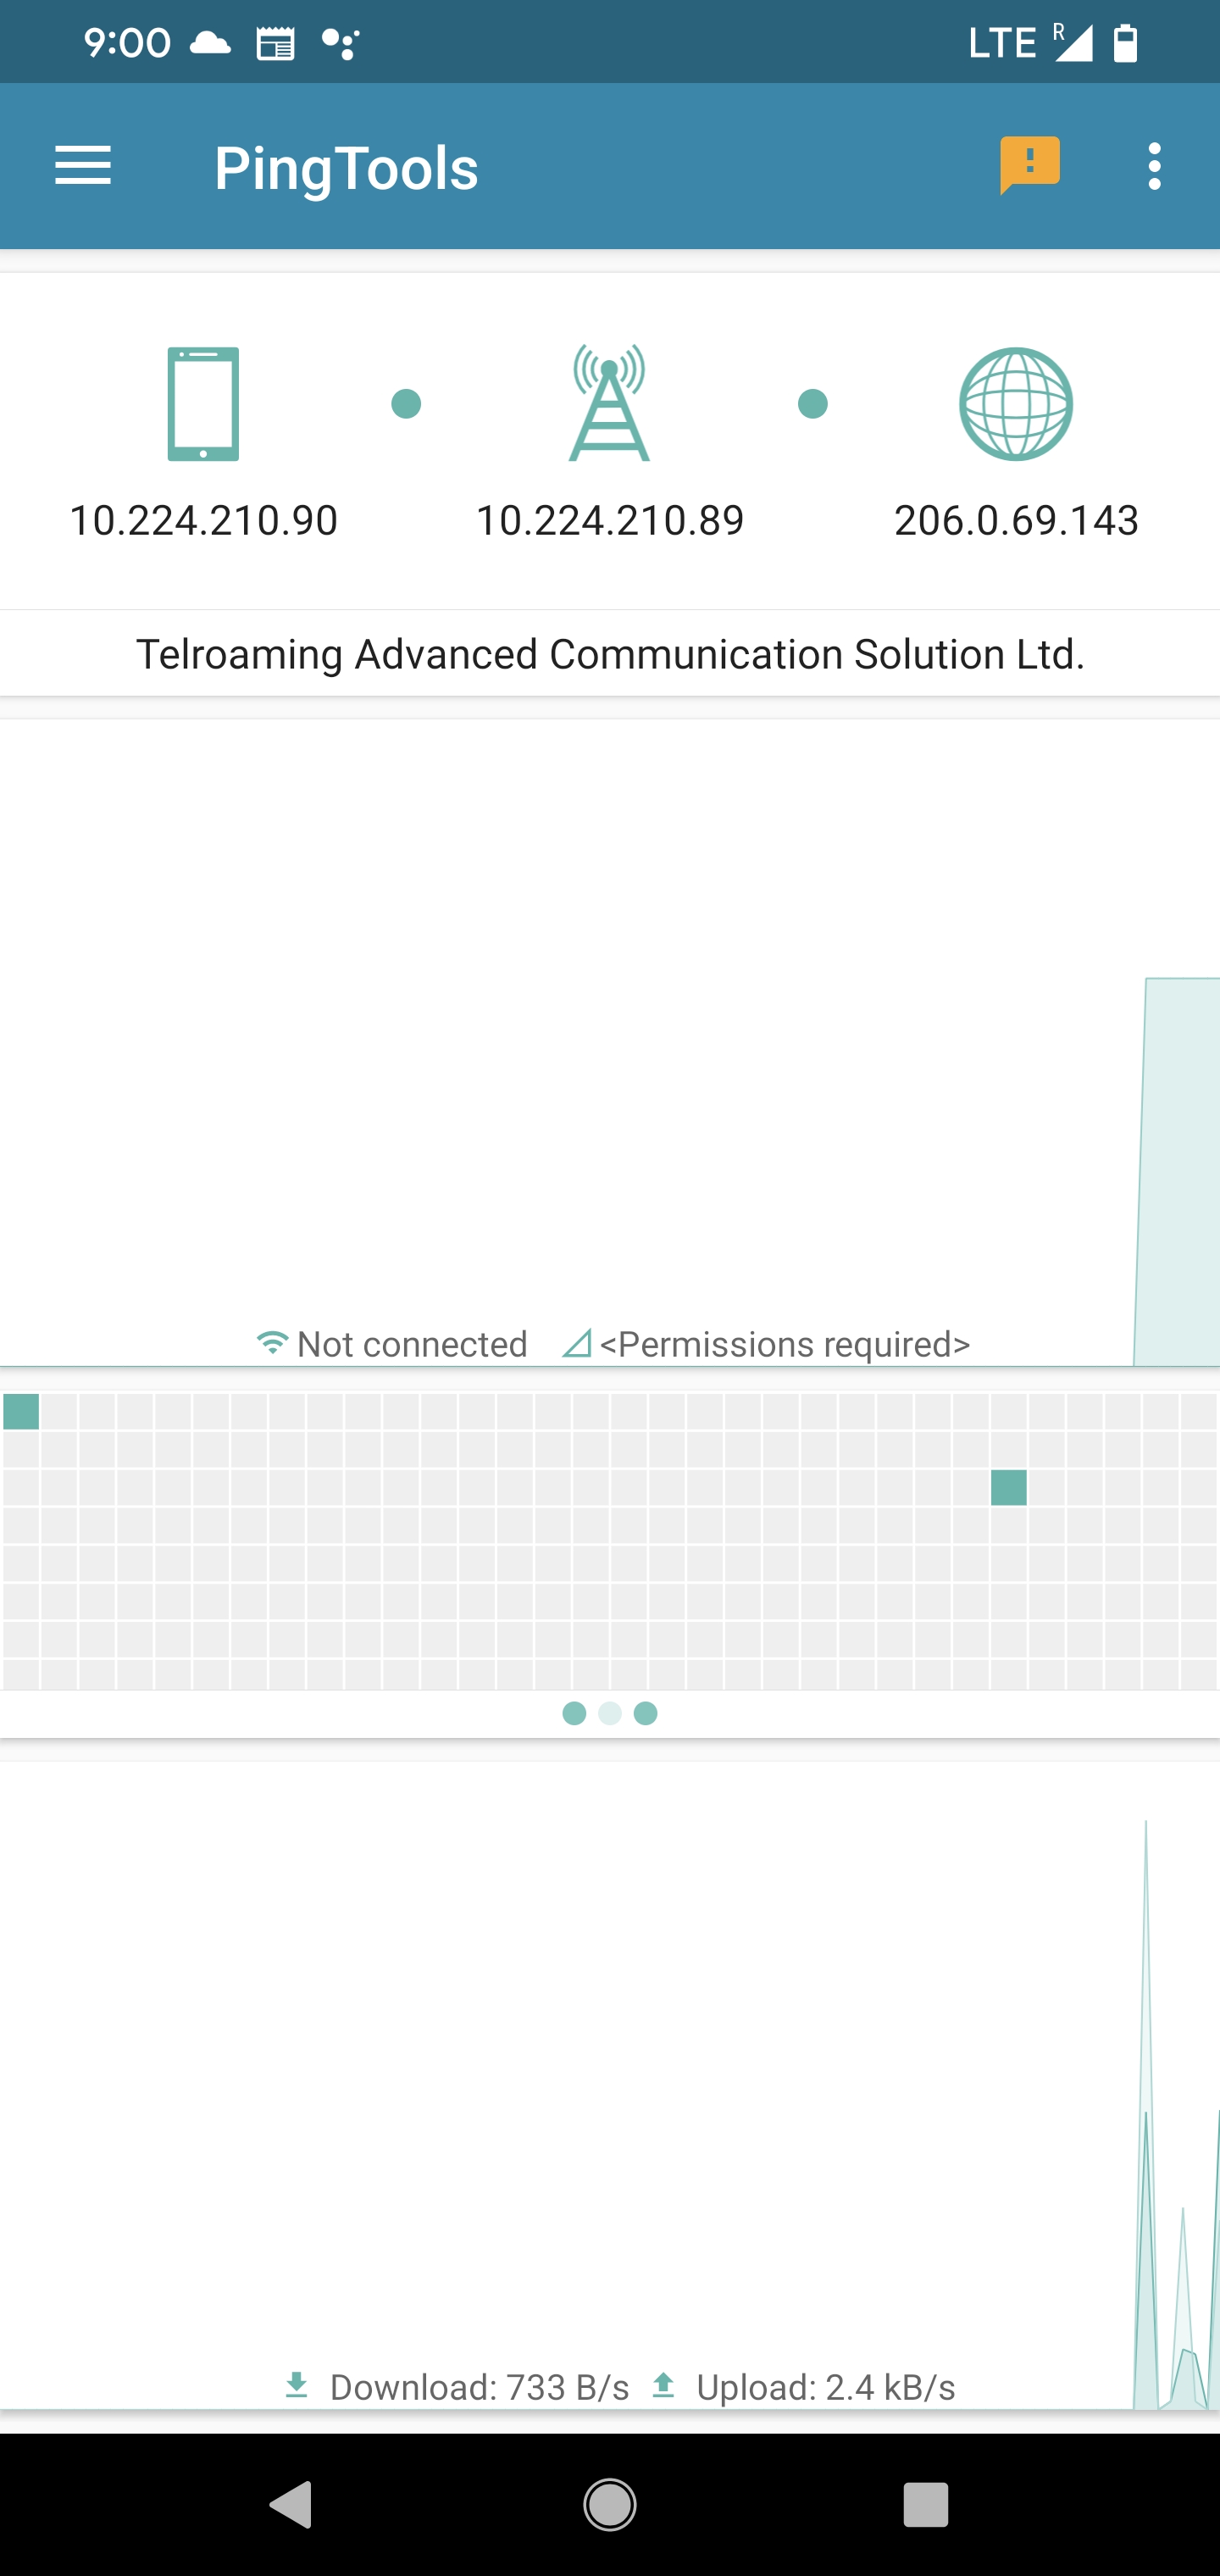 9:00
LTE R
PingTools
10.224.210.90 10.224.210.89 206.0.69.143
Telroaming Advanced Communication Solution Ltd.
Not connected <Permissions required>
Download: 733 B/s Upload: 2.4 kB/s